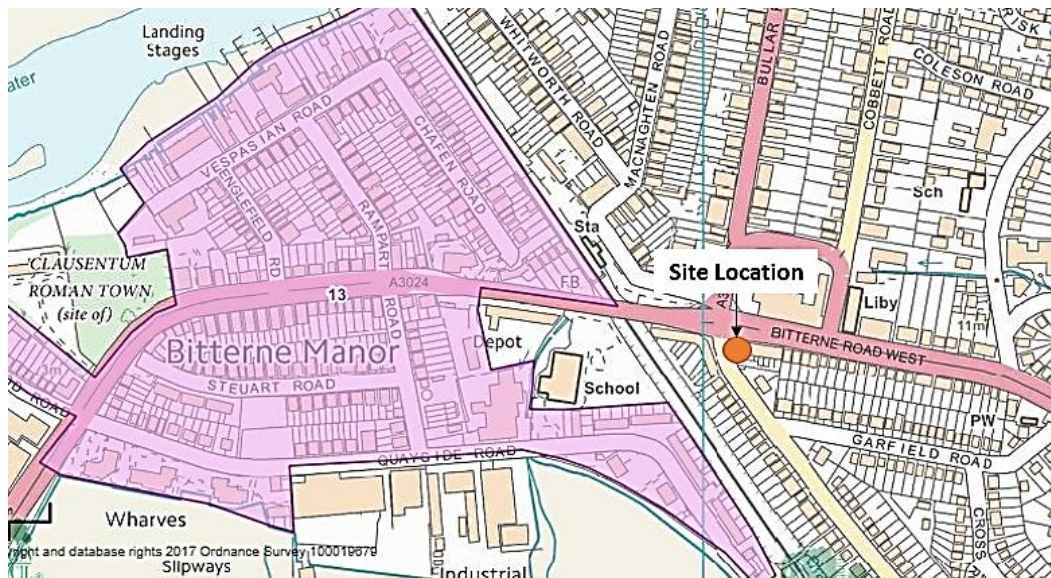 Landing
Stages
WHITWORTH ROAD
MACNAGHTEN ROAD
COBBETT ROAD
COLESON ROAD
VESPASIAN ROAD
CHAFEN ROAD
ENGLEFIELD
RD
RAMPART
ROAD
Sch
Sta
Site Location
CLAUSENTUM
ROMAN TOWN
(site of)
13
A3024
F.B
Liby
11m
BITTERNE ROAD WEST
Bitterne Manor
Depot
School
STEUART ROAD
PW
GARFIELD ROAD
QUAYSIDE ROAD
CROSS
Wharves
right and database rights 2017 Ordnance Survey 100019679
Slipways
Industrial